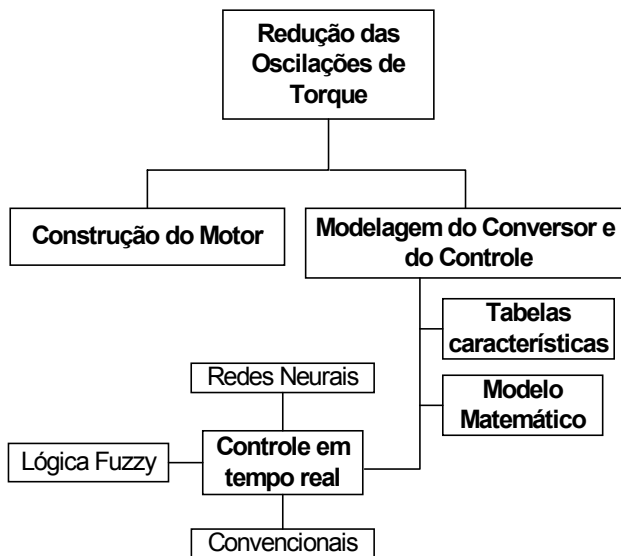 Redução das
Oscilações de
Torque
Construção do Motor
Modelagem do Conversor e
do Controle
Tabelas
características
Redes Neurais
Modelo
Matemático
Lógica Fuzzy
Controle em
tempo real
Convencionais